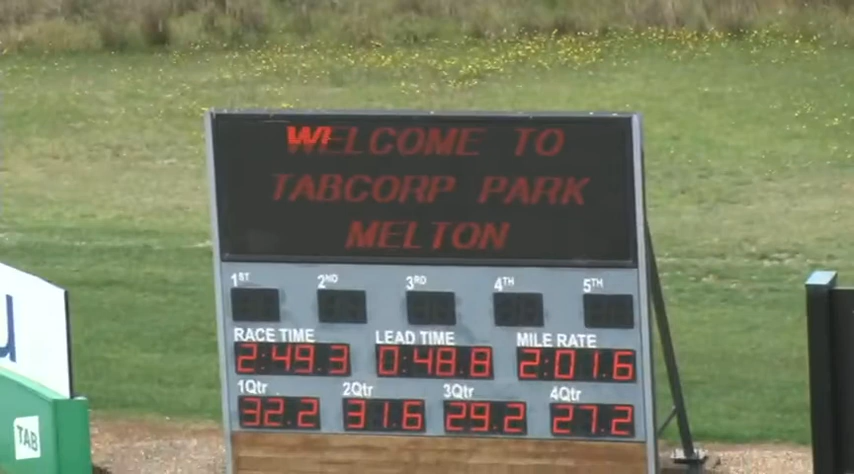 WELCOME TO
TABCORP PARK
MELTON
1ST 2ND 3RD 4TH 5TH
RACE TIME LEAD TIME MILE RATE
2:49.3 0:48.8 2:01.6
1Qtr 2Qtr 3Qtr 4Qtr
32.2 31.6 29.2 27.2
TAB